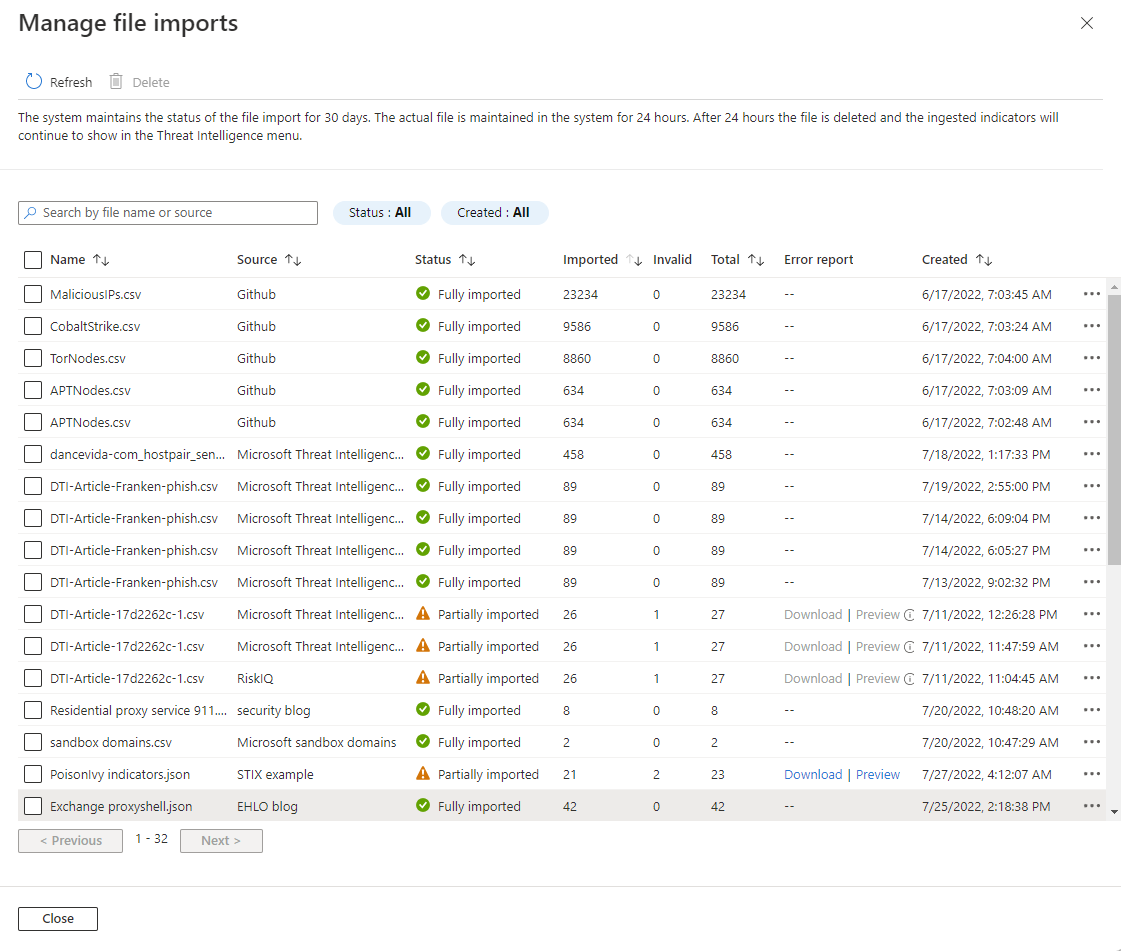 Manage file imports
Refresh Delete
The system maintains the status of the file import for 30 days. The actual file is maintained in the system for 24 hours. After 24 hours the file is deleted and the ingested indicators will
continue to show in the Threat Intelligence menu.
Search by file name or source Status : All Created : All
Name Source Status Imported Invalid Total Error report Created
MaliciousIPs.csv Github Fully imported 23234 0 23234 -- 6/17/2022, 7:03:45 AM
CobaltStrike.csv Github Fully imported 9586 0 9586 -- 6/17/2022, 7:03:24 AM
TorNodes.csv Github Fully imported 8860 0 8860 -- 6/17/2022, 7:04:00 AM
APTNodes.csv Github Fully imported 634 0 634 -- 6/17/2022, 7:03:09 AM
APTNodes.csv Github Fully imported 634 0 634 -- 6/17/2022, 7:02:48 AM
dancevida-com_hostpair_sen... Microsoft Threat Intelligenc... Fully imported 458 0 458 -- 7/18/2022, 1:17:33 PM
DTI-Article-Franken-phish.csv Microsoft Threat Intelligenc... Fully imported 89 0 89 -- 7/19/2022, 2:55:00 PM
DTI-Article-Franken-phish.csv Microsoft Threat Intelligenc... Fully imported 89 0 89 -- 7/14/2022, 6:09:04 PM
DTI-Article-Franken-phish.csv Microsoft Threat Intelligenc... Fully imported 89 0 89 -- 7/14/2022, 6:05:27 PM
DTI-Article-Franken-phish.csv Microsoft Threat Intelligenc... Fully imported 89 0 89 -- 7/13/2022, 9:02:32 PM
DTI-Article-17d2262c-1.csv Microsoft Threat Intelligenc... Partially imported 26 1 27 Download | Preview 7/11/2022, 12:26:28 PM
DTI-Article-17d2262c-1.csv Microsoft Threat Intelligenc... Partially imported 26 1 27 Download | Preview 7/11/2022, 11:47:59 AM
DTI-Article-17d2262c-1.csv RiskIQ Partially imported 26 1 27 Download | Preview 7/11/2022, 11:04:45 AM
Residential proxy service 911.... security blog Fully imported 8 0 8 -- 7/20/2022, 10:48:20 AM
sandbox domains.csv Microsoft sandbox domains Fully imported 2 0 2 -- 7/20/2022, 10:47:29 AM
PoisonIvy indicators.json STIX example Partially imported 21 2 23 Download | Preview 7/27/2022, 4:12:07 AM
Exchange proxyshell.json EHLO blog Fully imported 42 0 42 -- 7/25/2022, 2:18:38 PM
< Previous 1 - 32 Next >
Close